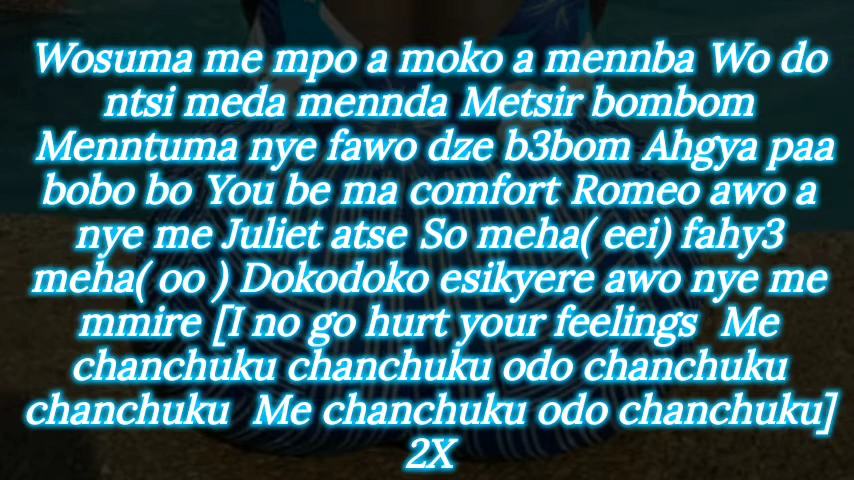 Wosuma me mpo a moko a mennba Wo do
ntsi meda mennda Metsir bombom
Menntuma nye fawo dze b3bom Ahgya paa
bobo bo You be ma comfort Romeo awo a
nye me Juliet atse So meha( eei) fahy3
meha( oo ) Dokodoko esikyere awo nye me
mmire [I no go hurt your feelings  Me
chanchuku chanchuku odo chanchuku
chanchuku  Me chanchuku odo chanchuku]
2X